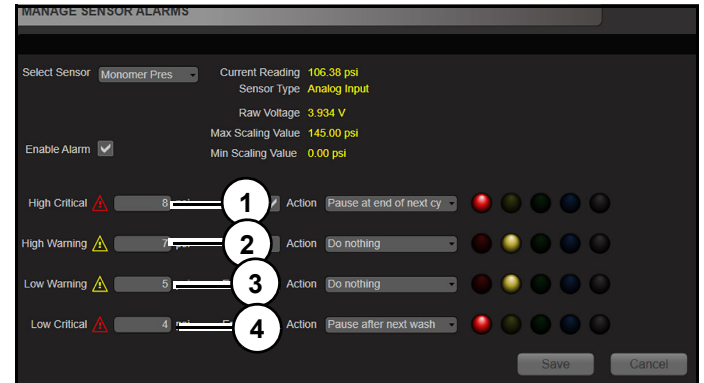 MANAGE SENSOR ALARMS
Select Sensor Monomer Pres Current Reading 106.38 psi
Sensor Type Analog Input
Raw Voltage 3.934 V
Max Scaling Value 145.00 psi
Enable Alarm Min Scaling Value 0.00 psi
High Critical 8 psi 1 Action Pause at end of next cy
High Warning 7 psi 2 Action Do nothing
Low Warning 5 3 Action Do nothing
Low Critical 4 psi 4 Action Pause after next wash
Save Cancel